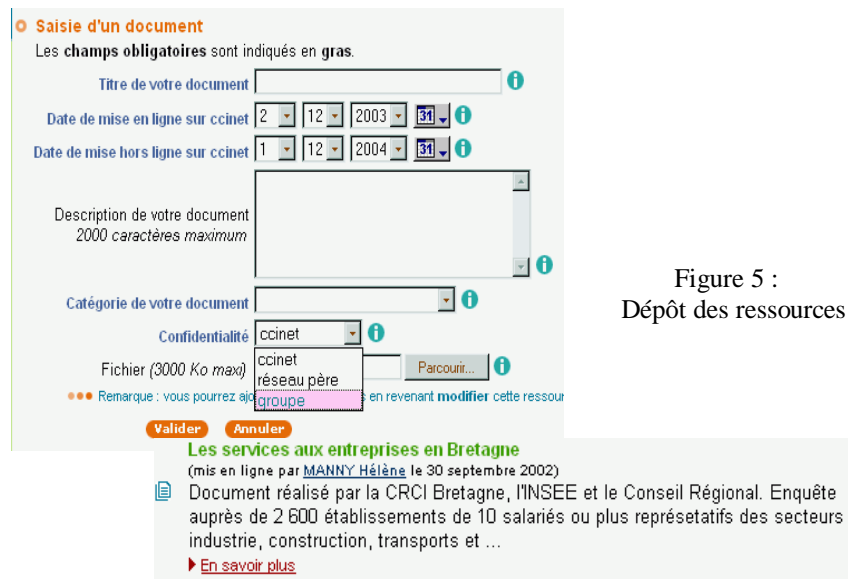 Saisie d'un document
Les champs obligatoires sont indiqués en gras.
Titre de votre document
Date de mise en ligne sur ccinet 2 12 2003 31
Date de mise hors ligne sur ccinet 1 12 2004 31
Description de votre document
2000 caractères maximum
Catégorie de votre document
Confidentialité ccinet
ccinet
réseau père
groupe
Fichier (3000 Ko maxi) Parcourir...
Remarque : vous pourrez en revenant modifier cette
Valider Annuler
Figure 5 :
Dépôt des ressources
Les services aux entreprises en Bretagne
(mis en ligne par MANNY Hélène le 30 septembre 2002)
Document réalisé par la CRCI Bretagne, l'INSEE et le Conseil Régional. Enquête
auprès de 2 600 établissements de 10 salariés ou plus représetatifs des secteurs
industrie, construction, transports et ...
En savoir plus